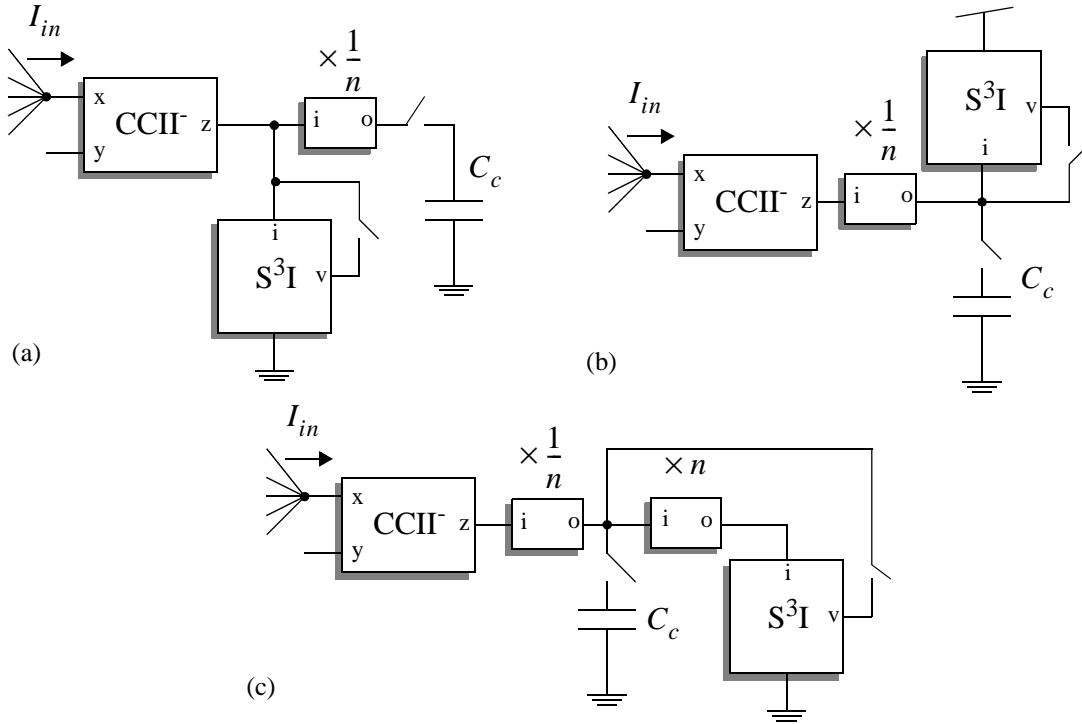 I_in
× 1/n
x
CCII⁻
z
y
i
o
C_c
i
S³I
v
(a)
I_in
× 1/n
x
CCII⁻
z
y
i
o
S³I
v
i
C_c
(b)
I_in
× 1/n
× n
x
CCII⁻
z
y
i
o
i
o
C_c
i
S³I
v
(c)